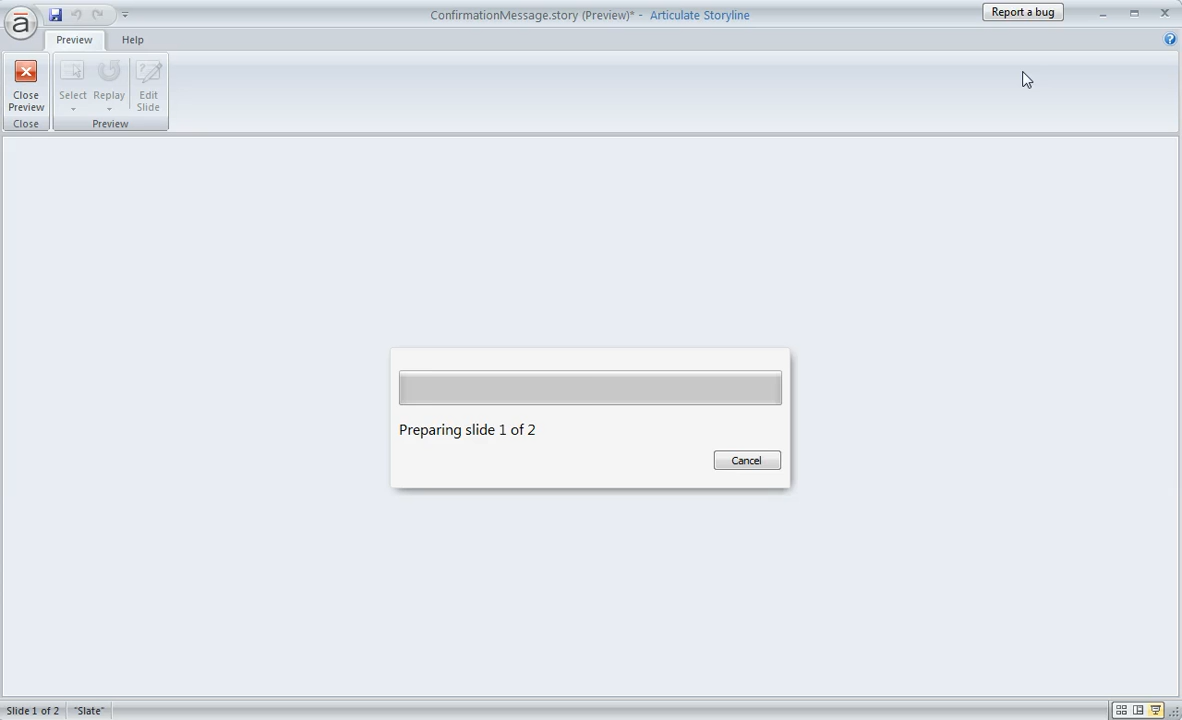 ConfirmationMessage.story (Preview)* - Articulate Storyline
Report a bug
Preview
Help
Close Preview
Select
Replay
Edit Slide
Close
Preview
Preparing slide 1 of 2
Cancel
Slide 1 of 2
"Slate"